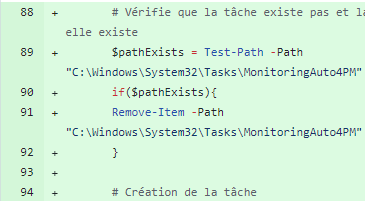 88 + # Vérifie que la tâche existe pas et la
elle existe
89 + $pathExists = Test-Path -Path
"C:\Windows\System32\Tasks\MonitoringAuto4PM"
90 + if($pathExists){
91 + Remove-Item -Path
"C:\Windows\System32\Tasks\MonitoringAuto4PM"
92 + }
93 +
94 + # Création de la tâche